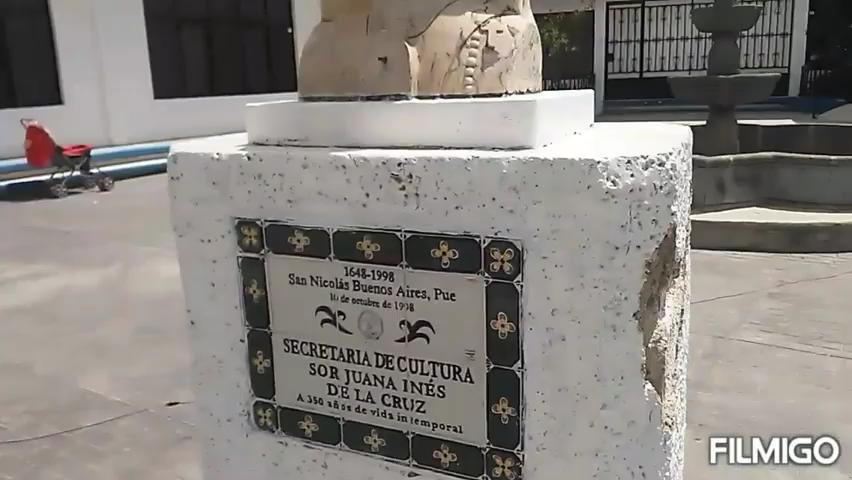 1648-1998
San Nicolás Buenos Aires, Pue
10 de octubre de 1998
SECRETARIA DE CULTURA
SOR JUANA INÉS
DE LA CRUZ
A 350 años de vida intemporal
FILMIGO